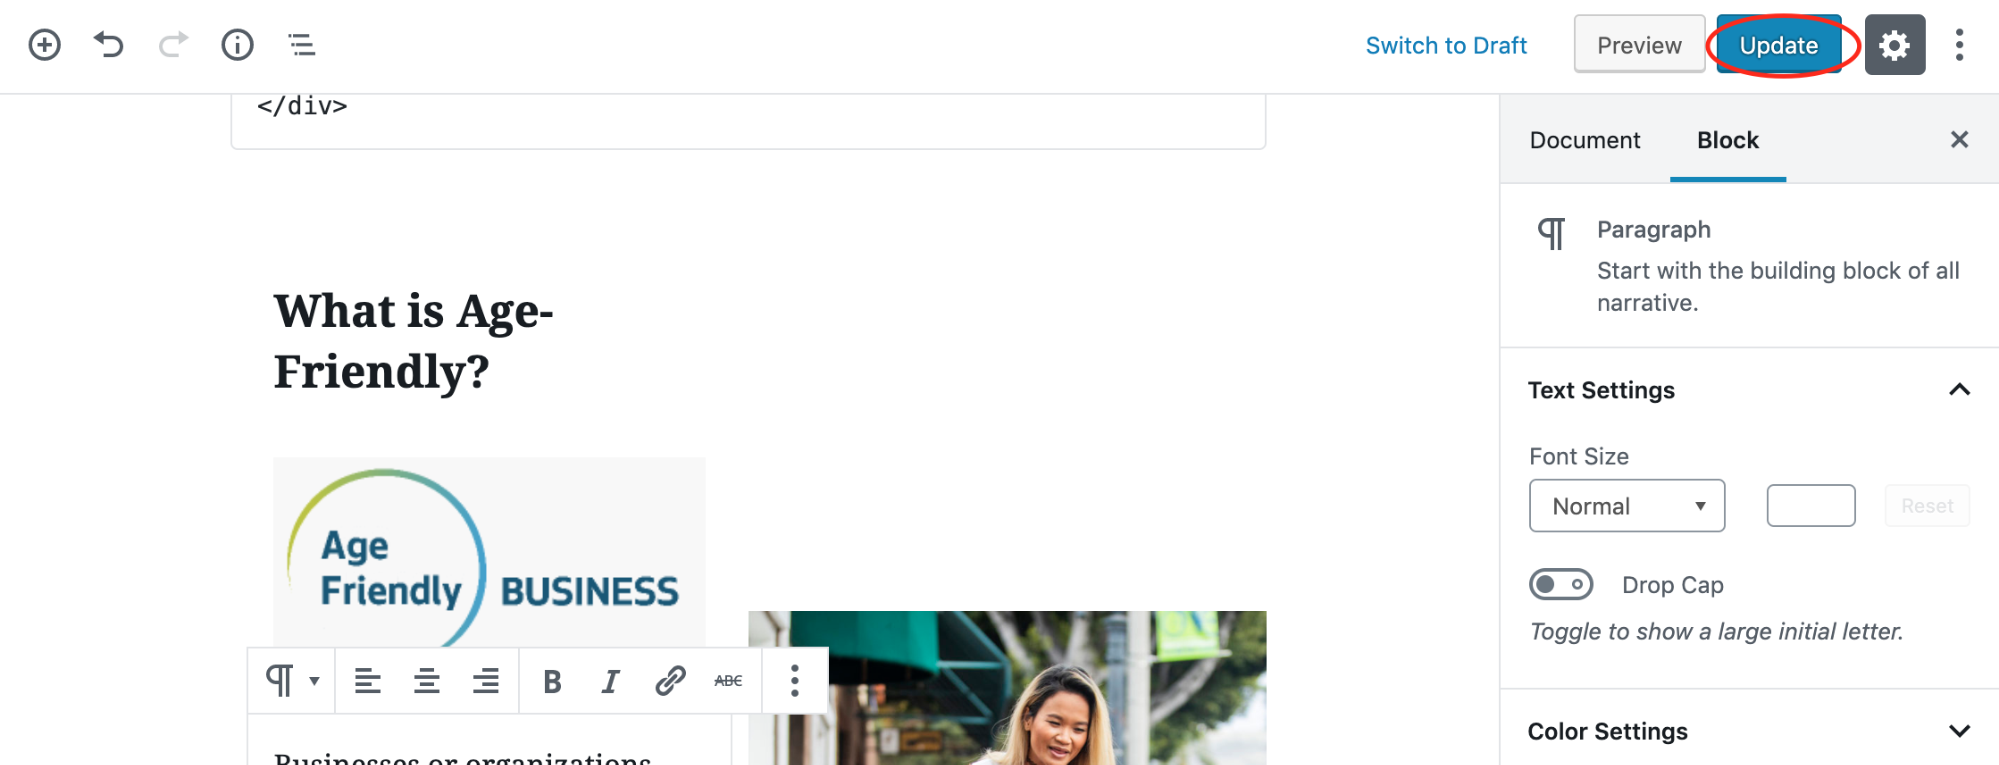 Switch to Draft
Preview
Update
</div>
Document
Block
Paragraph
Start with the building block of all
narrative.
What is Age-
Friendly?
Text Settings
Font Size
Normal
Reset
Age
Friendly BUSINESS
Drop Cap
Toggle to show a large initial letter.
B I ABC
Color Settings
Businesses or organizations